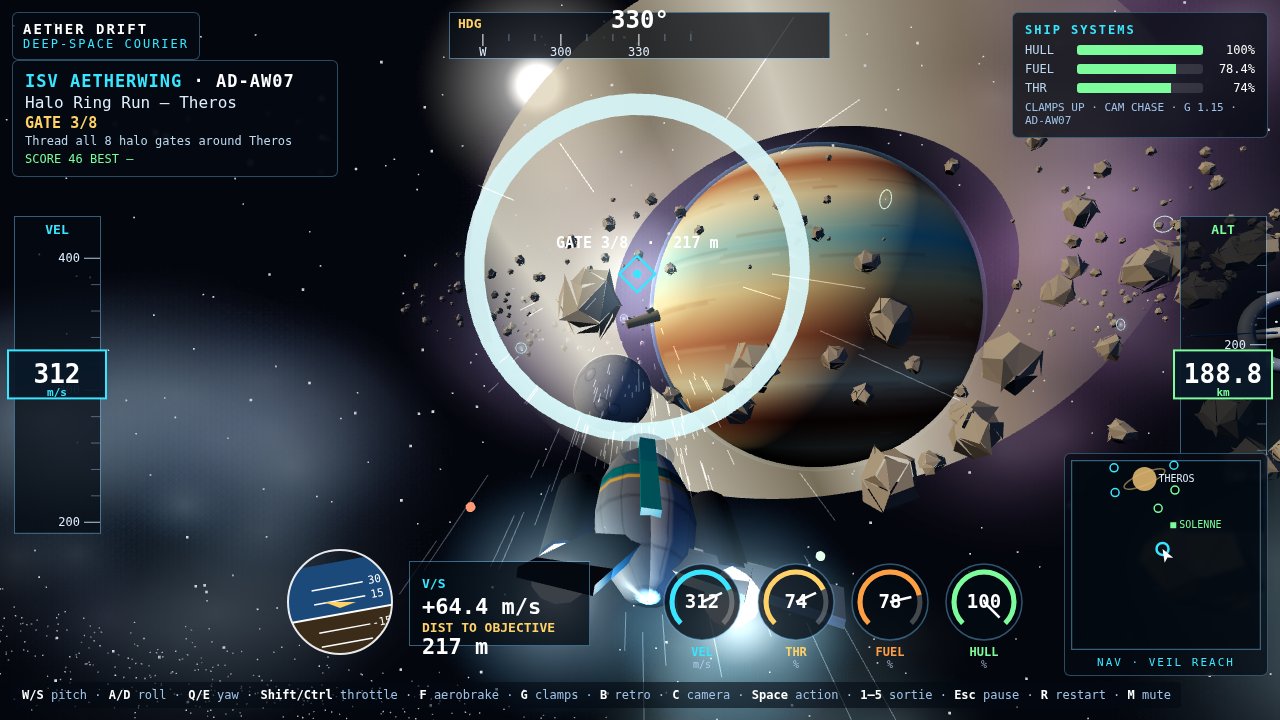 AETHER DRIFT
DEEP-SPACE COURIER
ISV AETHERWING · AD-AW07
Halo Ring Run — Theros
GATE 3/8
Thread all 8 halo gates around Theros
SCORE 46 BEST —
HDG
330°
W 300 330
SHIP SYSTEMS
HULL 100%
FUEL 78.4%
THR 74%
CLAMPS UP · CAM CHASE · G 1.15 ·
AD-AW07
GATE 3/8 · 217 m
VEL
400
312
m/s
200
ALT
200
188.8
km
THEROS
SOLENNE
NAV · VEIL REACH
30
15
-15
V/S
+64.4 m/s
DIST TO OBJECTIVE
217 m
312
VEL
m/s
74
THR
%
78
FUEL
%
100
HULL
%
W/S pitch · A/D roll · Q/E yaw · Shift/Ctrl throttle · F aerobrake · G clamps · B retro · C camera · Space action · 1–5 sortie · Esc pause · R restart · M mute